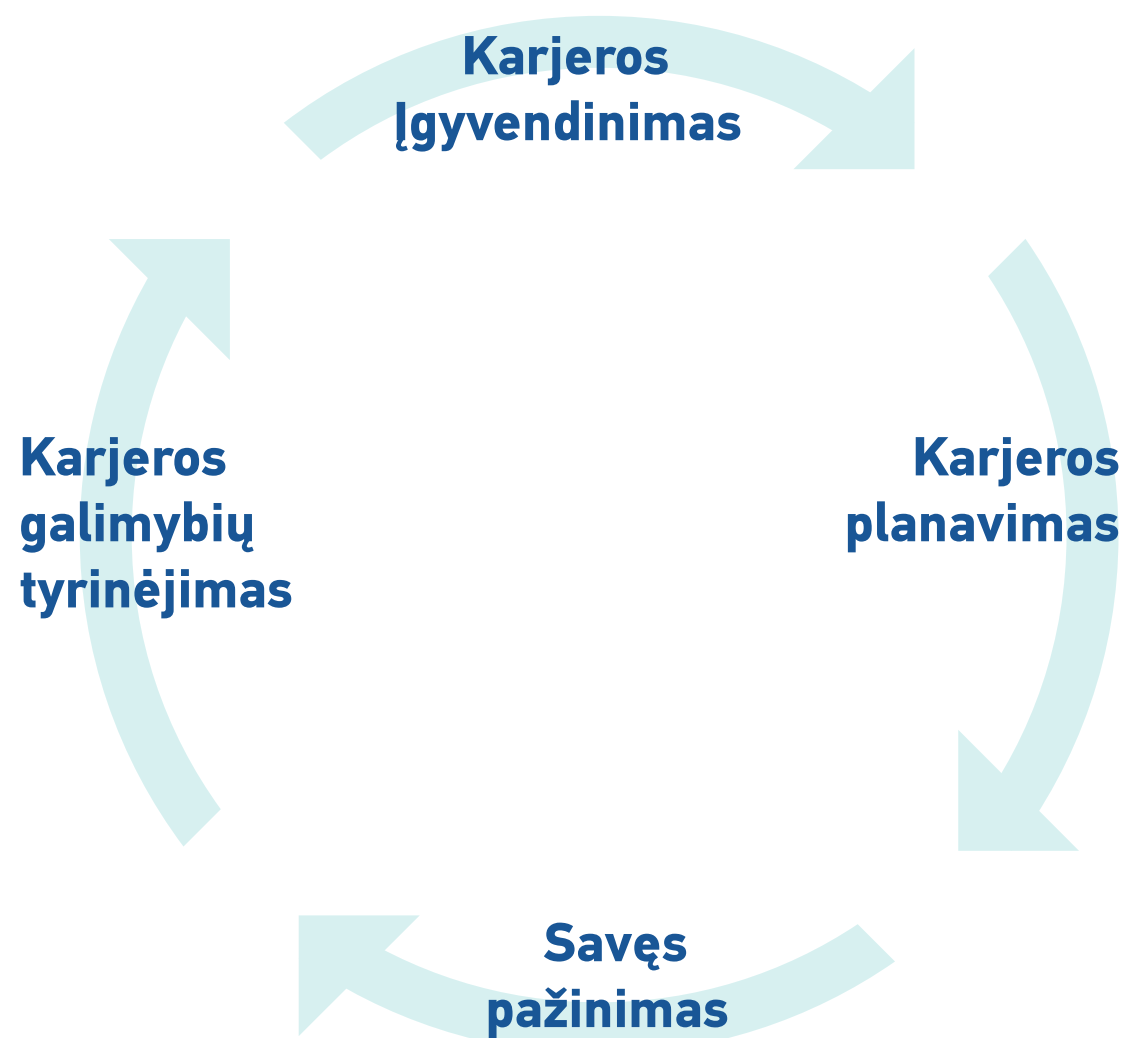 Karjeros
Įgyvendinimas
Karjeros
galimybių
tyrinėjimas
Karjeros
planavimas
Savęs
pažinimas